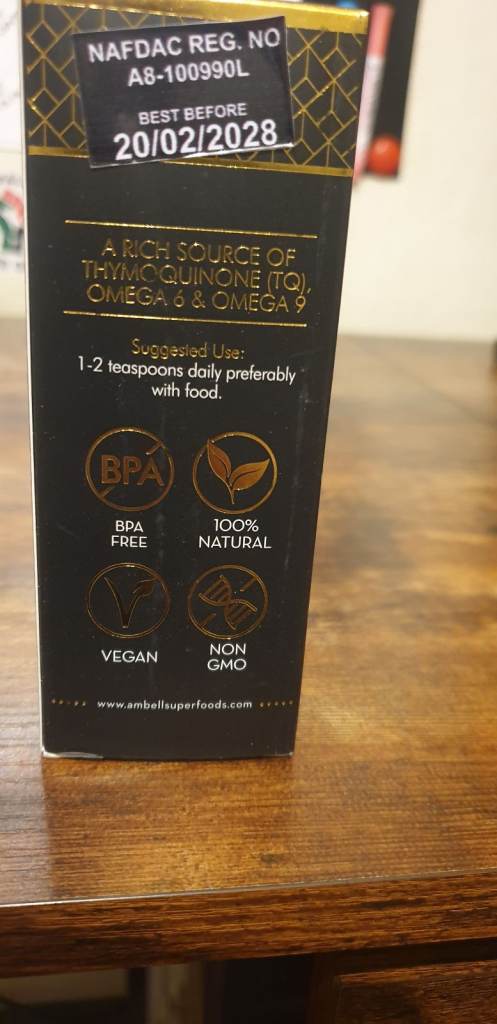 NAFDAC REG. NO
A8-100990L
BEST BEFORE
20/02/2028
A RICH SOURCE OF
THYMOQUINONE (TQ),
OMEGA 6 & OMEGA 9
Suggested Use:
1-2 teaspoons daily preferably
with food.
BPA
BPA
FREE
100%
NATURAL
V
VEGAN
NON
GMO
www.ambellsuperfoods.com